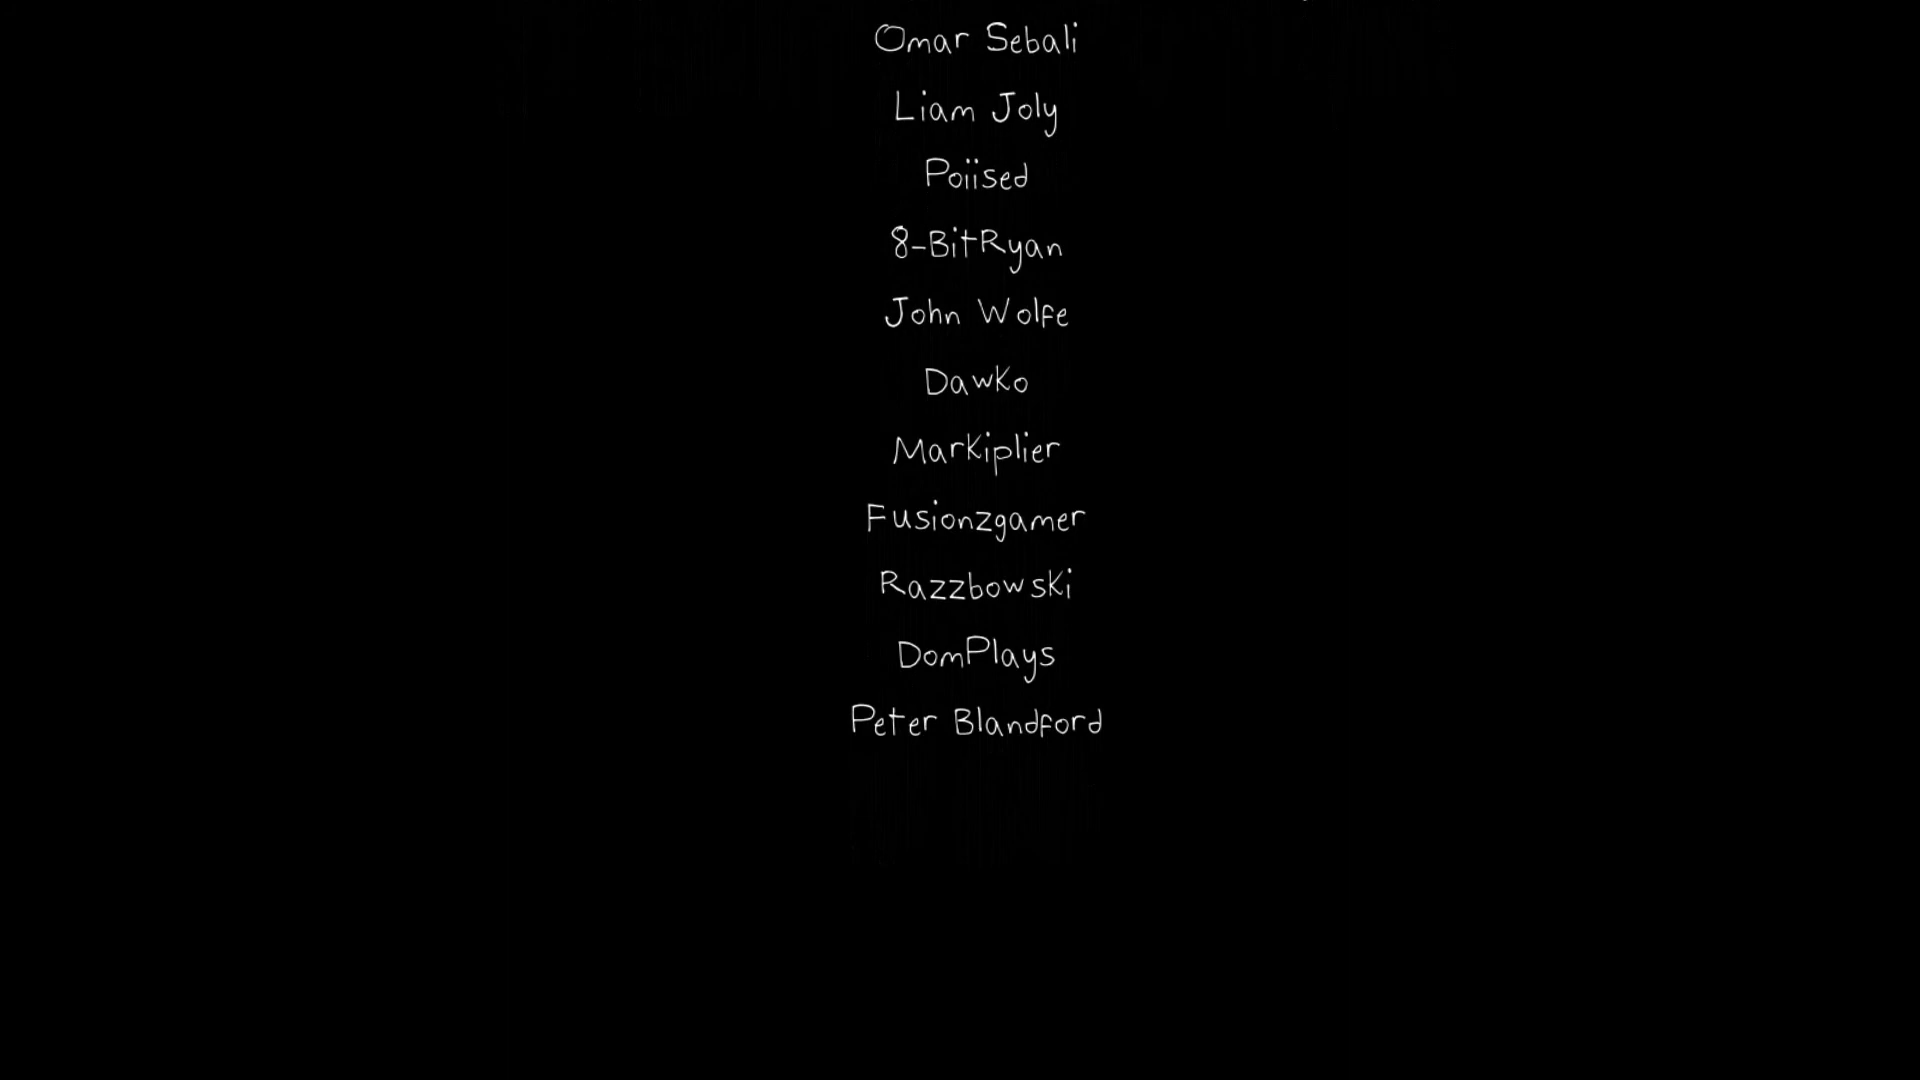 Omar Sebali
Liam Joly
Poiised
8-BitRyan
John Wolfe
Dawko
Markiplier
Fusionzgamer
Razzbowski
DomPlays
Peter Blandford